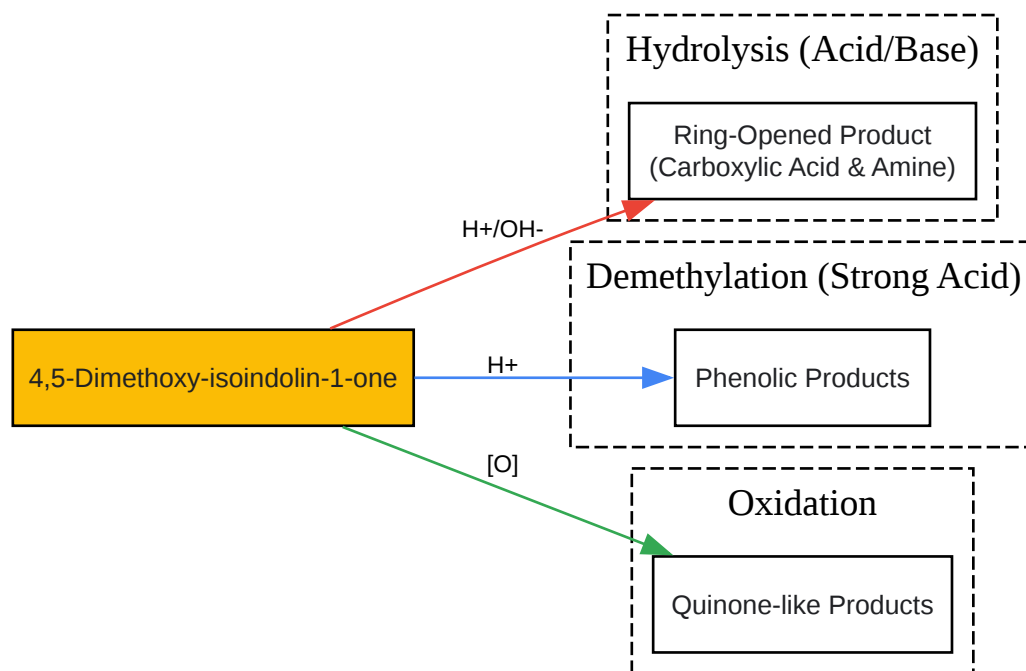 Hydrolysis (Acid/Base)
Ring-Opened Product
(Carboxylic Acid & Amine)
H+/OH-
Demethylation (Strong Acid)
4,5-Dimethoxy-isoindolin-1-one
H+
Phenolic Products
[O]
Oxidation
Quinone-like Products